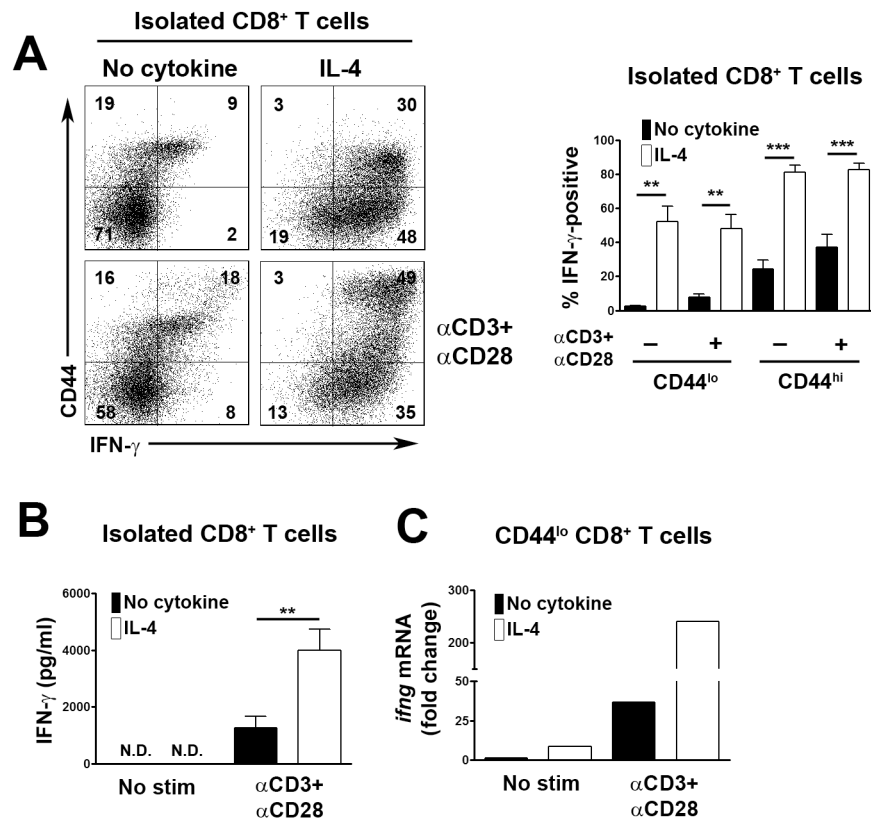 A
Isolated CD8⁺ T cells
No cytokine IL-4
19 9 3 30
71 2 19 48
16 18 3 49
58 8 13 35
αCD3+
αCD28
CD44
IFN-γ
Isolated CD8⁺ T cells
No cytokine
IL-4
% IFN-γ-positive
100
80
60
40
20
0
** ** *** ***
αCD3+
αCD28
– + – +
CD44ˡᵒ CD44ʰⁱ
B
Isolated CD8⁺ T cells
No cytokine
IL-4
IFN-γ (pg/ml)
6000
4000
2000
0
N.D. N.D.
**
No stim αCD3+
αCD28
C
CD44ˡᵒ CD8⁺ T cells
No cytokine
IL-4
ifng mRNA
(fold change)
300
200
50
25
0
No stim αCD3+
αCD28